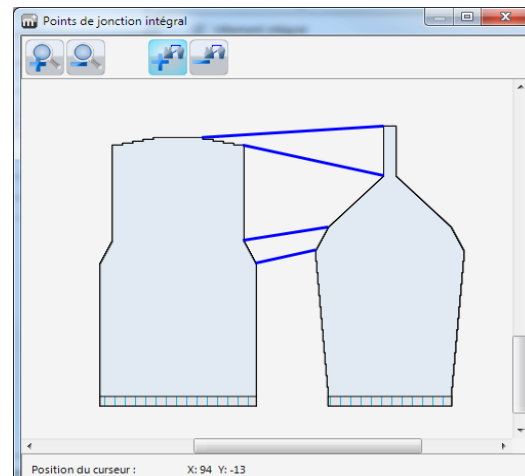 Points de jonction intégral
Position du curseur : X: 94 Y: -13